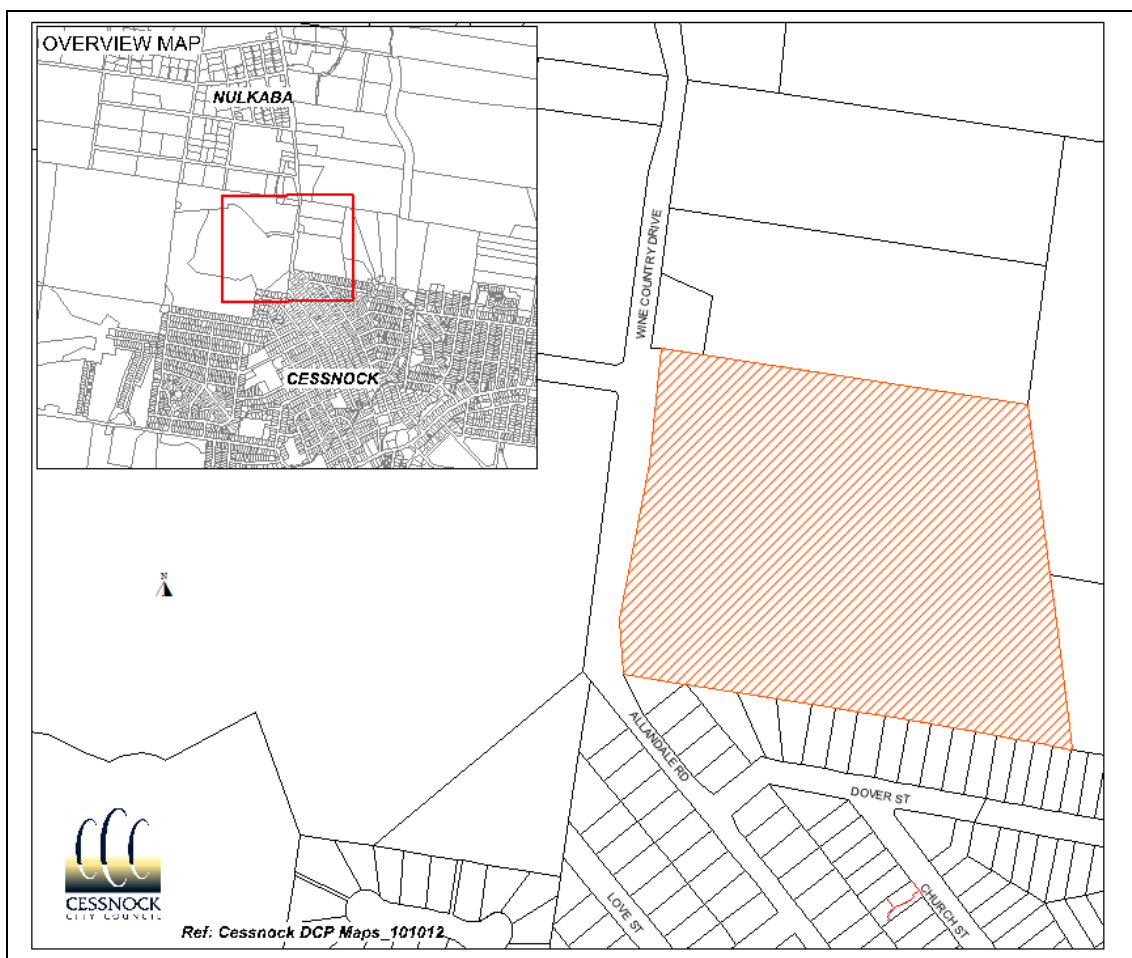 OVERVIEW MAP
NULKABA
CESSNOCK
WINE COUNTRY DRIVE
N
ALLANDALE RD
DOVER ST
CHURCH ST
LOVE ST
CESSNOCK
CITY COUNCIL
Ref: Cessnock DCP Maps_101012